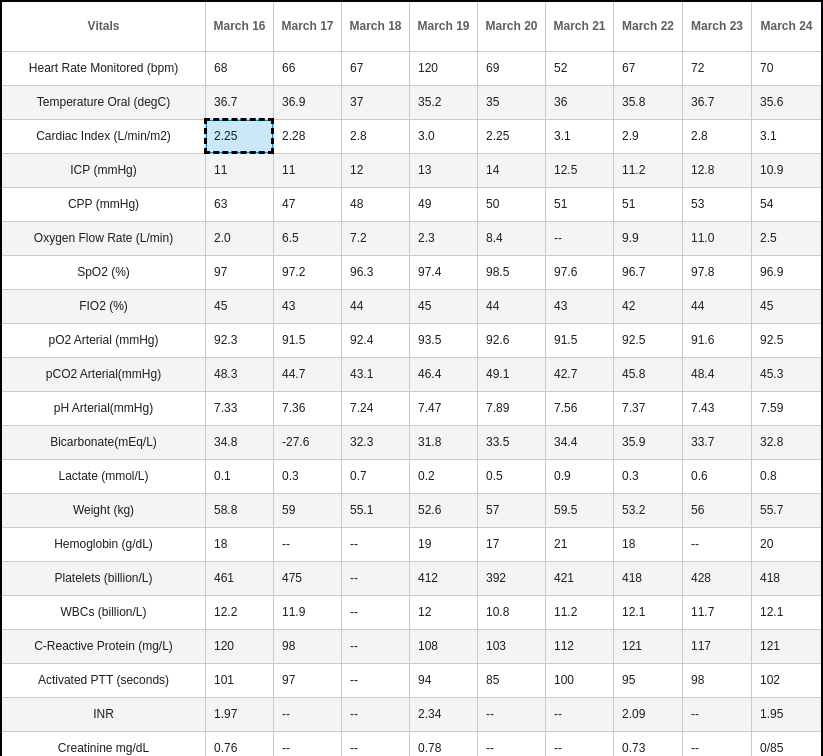 Vitals March 16 March 17 March 18 March 19 March 20 March 21 March 22 March 23 March 24
Heart Rate Monitored (bpm) 68 66 67 120 69 52 67 72 70
Temperature Oral (degC) 36.7 36.9 37 35.2 35 36 35.8 36.7 35.6
Cardiac Index (L/min/m2) 2.25 2.28 2.8 3.0 2.25 3.1 2.9 2.8 3.1
ICP (mmHg) 11 11 12 13 14 12.5 11.2 12.8 10.9
CPP (mmHg) 63 47 48 49 50 51 51 53 54
Oxygen Flow Rate (L/min) 2.0 6.5 7.2 2.3 8.4 -- 9.9 11.0 2.5
SpO2 (%) 97 97.2 96.3 97.4 98.5 97.6 96.7 97.8 96.9
FIO2 (%) 45 43 44 45 44 43 42 44 45
pO2 Arterial (mmHg) 92.3 91.5 92.4 93.5 92.6 91.5 92.5 91.6 92.5
pCO2 Arterial(mmHg) 48.3 44.7 43.1 46.4 49.1 42.7 45.8 48.4 45.3
pH Arterial(mmHg) 7.33 7.36 7.24 7.47 7.89 7.56 7.37 7.43 7.59
Bicarbonate(mEq/L) 34.8 -27.6 32.3 31.8 33.5 34.4 35.9 33.7 32.8
Lactate (mmol/L) 0.1 0.3 0.7 0.2 0.5 0.9 0.3 0.6 0.8
Weight (kg) 58.8 59 55.1 52.6 57 59.5 53.2 56 55.7
Hemoglobin (g/dL) 18 -- -- 19 17 21 18 -- 20
Platelets (billion/L) 461 475 -- 412 392 421 418 428 418
WBCs (billion/L) 12.2 11.9 -- 12 10.8 11.2 12.1 11.7 12.1
C-Reactive Protein (mg/L) 120 98 -- 108 103 112 121 117 121
Activated PTT (seconds) 101 97 -- 94 85 100 95 98 102
INR 1.97 -- -- 2.34 -- -- 2.09 -- 1.95
Creatinine mg/dL 0.76 -- -- 0.78 -- -- 0.73 -- 0/85